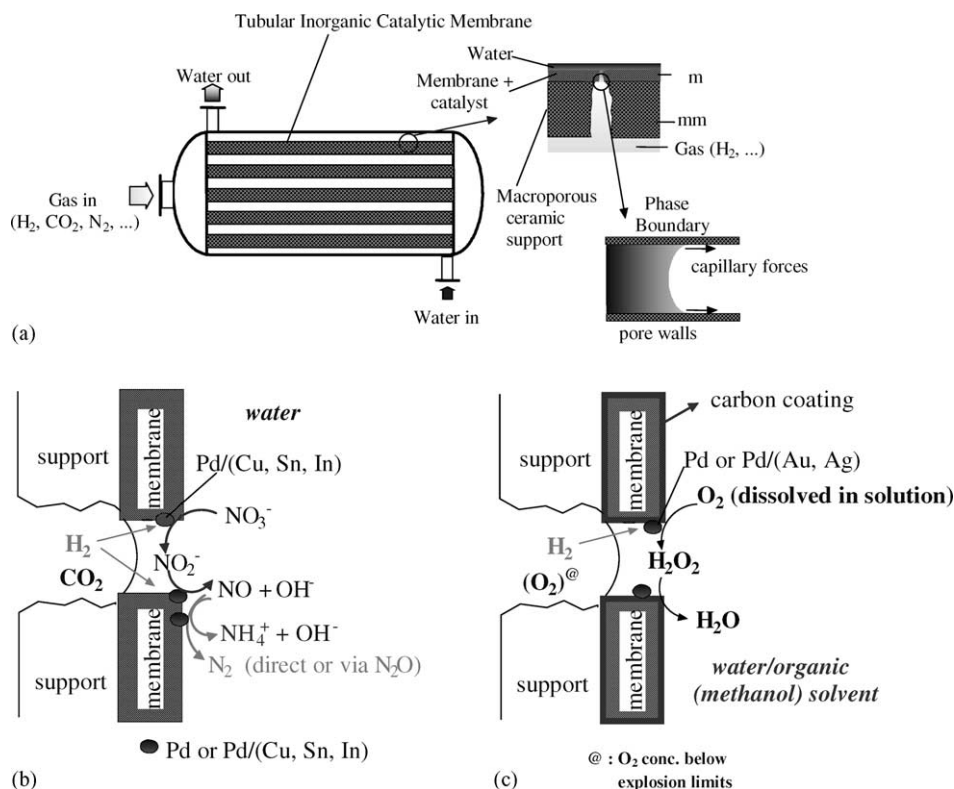 Tubular Inorganic Catalytic Membrane
Water out
Gas in
(H₂, CO₂, N₂, ...)
Water in
Water
Membrane +
catalyst
m
mm
Gas (H₂, ...)
Macroporous
ceramic
support
Phase
Boundary
capillary forces
pore walls
(a)
water
membrane
support
Pd/(Cu, Sn, In)
NO₃⁻
H₂
NO₂⁻
CO₂
NO + OH⁻
NH₄⁺ + OH⁻
N₂ (direct or via N₂O)
membrane
support
Pd or Pd/(Cu, Sn, In)
(b)
carbon coating
membrane
support
Pd or Pd/(Au, Ag)
O₂ (dissolved in solution)
H₂
H₂O₂
(O₂)@
H₂O
membrane
support
water/organic
(methanol) solvent
@ : O₂ conc. below
explosion limits
(c)